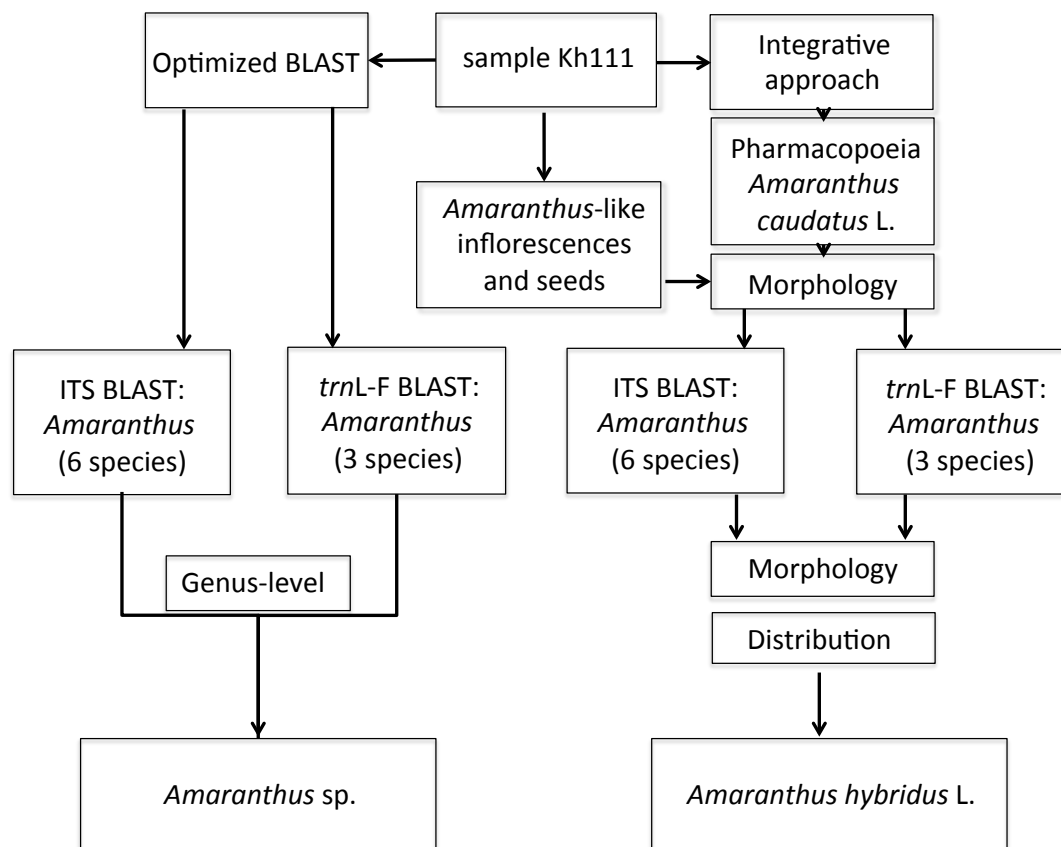 Optimized BLAST
sample Kh111
Integrative
approach
Pharmacopoeia
Amaranthus
caudatus L.
Amaranthus-like
inflorescences
and seeds
Morphology
ITS BLAST:
Amaranthus
(6 species)
trnL-F BLAST:
Amaranthus
(3 species)
ITS BLAST:
Amaranthus
(6 species)
trnL-F BLAST:
Amaranthus
(3 species)
Genus-level
Morphology
Distribution
Amaranthus sp.
Amaranthus hybridus L.